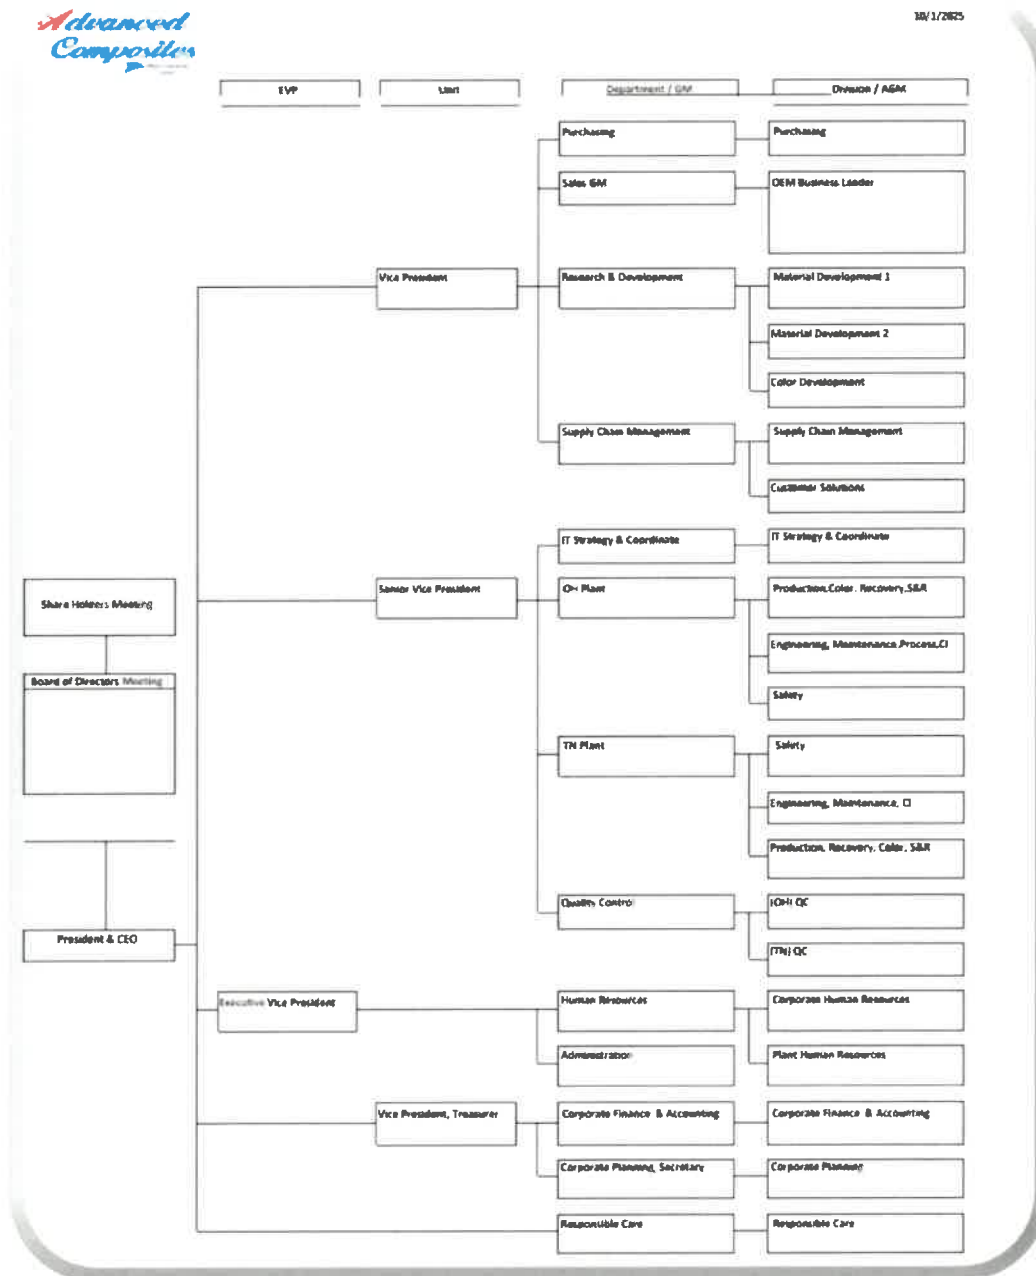 Advanced
Composites
10/1/2025
EVP
Unit
Department / GM
Division / AGM
Purchasing
Purchasing
Sales GM
OEM Business Leader
Vice President
Research & Development
Material Development 1
Material Development 2
Color Development
Supply Chain Management
Supply Chain Management
Customer Solutions
IT Strategy & Coordinate
IT Strategy & Coordinate
Share Holders Meeting
Senior Vice President
OH Plant
Production,Color, Recovery,S&R
Engineering, Maintenance,Process,CI
Board of Directors Meeting
Safety
TN Plant
Safety
Engineering, Maintenance, CI
Production, Recovery, Color, S&R
Quality Control
(OH) QC
President & CEO
(TN) QC
Executive Vice President
Human Resources
Corporate Human Resources
Administration
Plant Human Resources
Vice President, Treasurer
Corporate Finance & Accounting
Corporate Finance & Accounting
Corporate Planning, Secretary
Corporate Planning
Responsible Care
Responsible Care